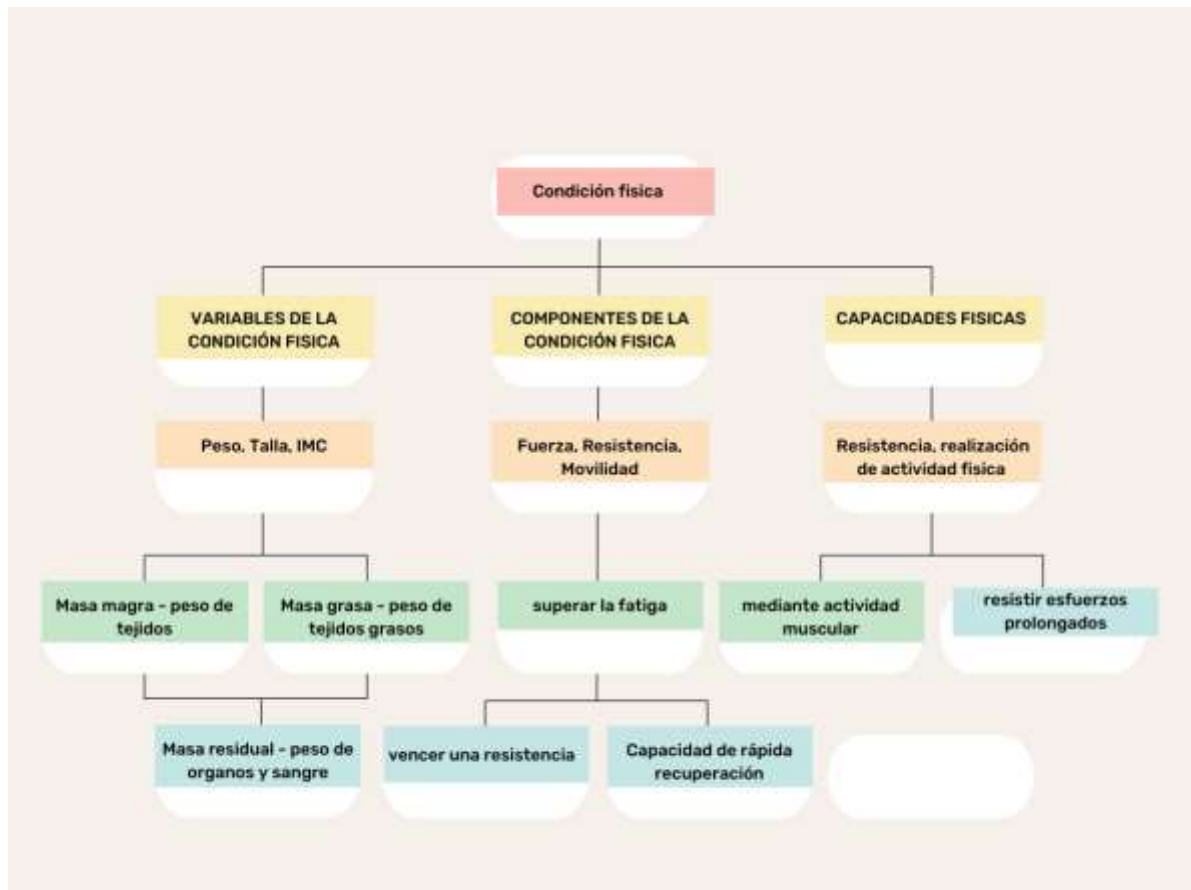 Condición fisica
VARIABLES DE LA
CONDICIÓN FISICA
COMPONENTES DE LA
CONDICIÓN FISICA
CAPACIDADES FISICAS
Peso, Talla, IMC
Fuerza, Resistencia,
Movilidad
Resistencia, realización
de actividad fisica
Masa magra - peso de
tejidos
Masa grasa - peso de
tejidos grasos
superar la fatiga
mediante actividad
muscular
resistir esfuerzos
prolongados
Masa residual - peso de
organos y sangre
vencer una resistencia
Capacidad de rápida
recuperación